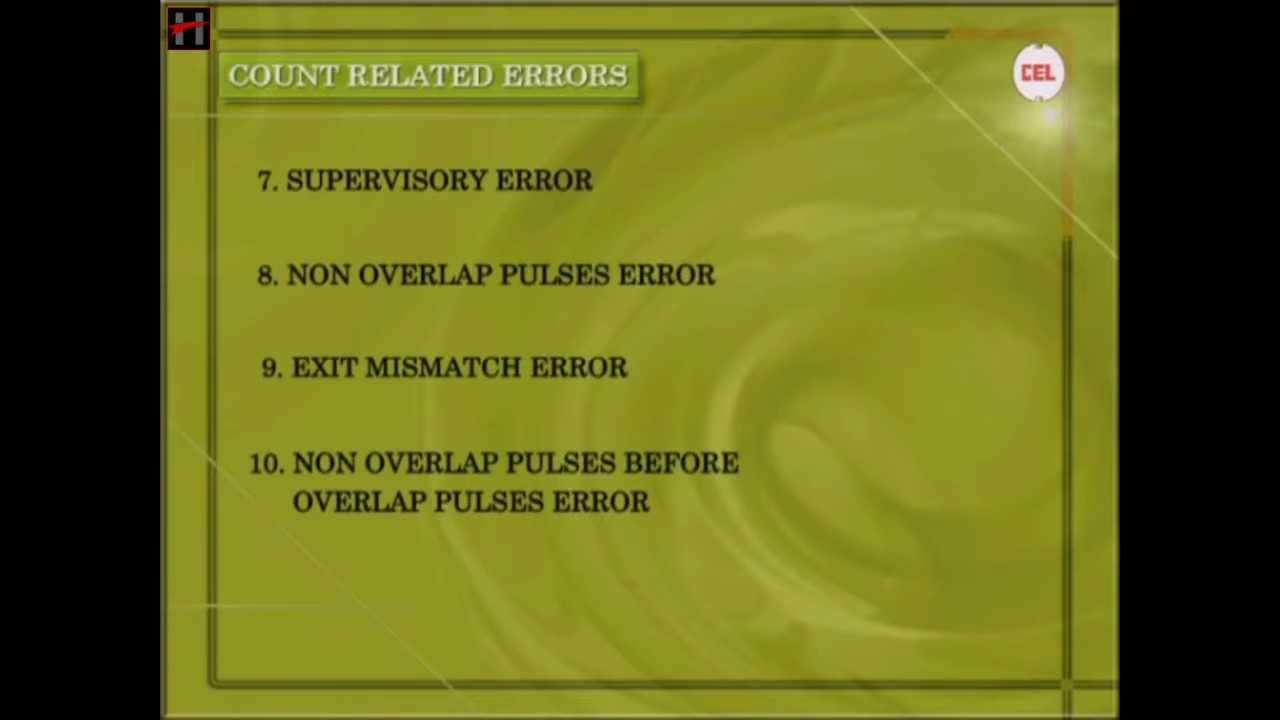 H
COUNT RELATED ERRORS
CEL
7. SUPERVISORY ERROR
8. NON OVERLAP PULSES ERROR
9. EXIT MISMATCH ERROR
10. NON OVERLAP PULSES BEFORE
OVERLAP PULSES ERROR